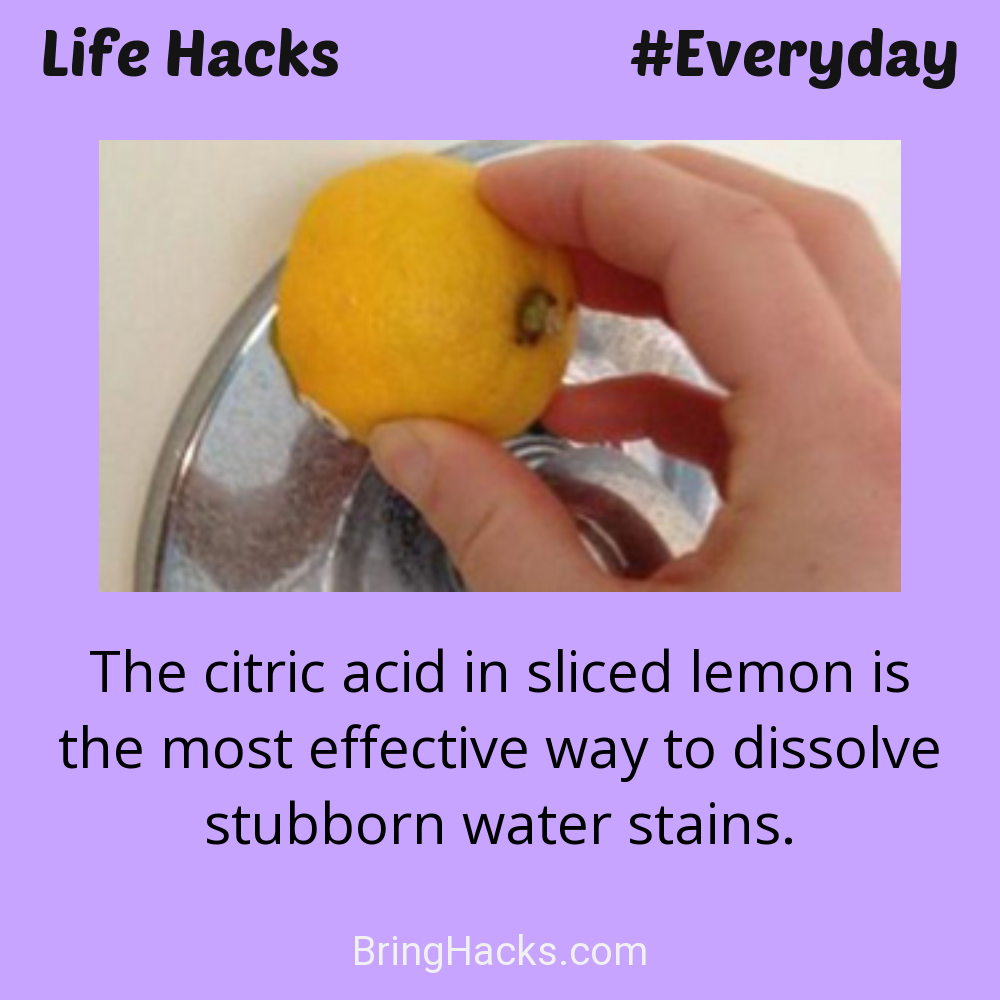 Life Hacks #Everyday
The citric acid in sliced lemon is
the most effective way to dissolve
stubborn water stains.
BringHacks.com